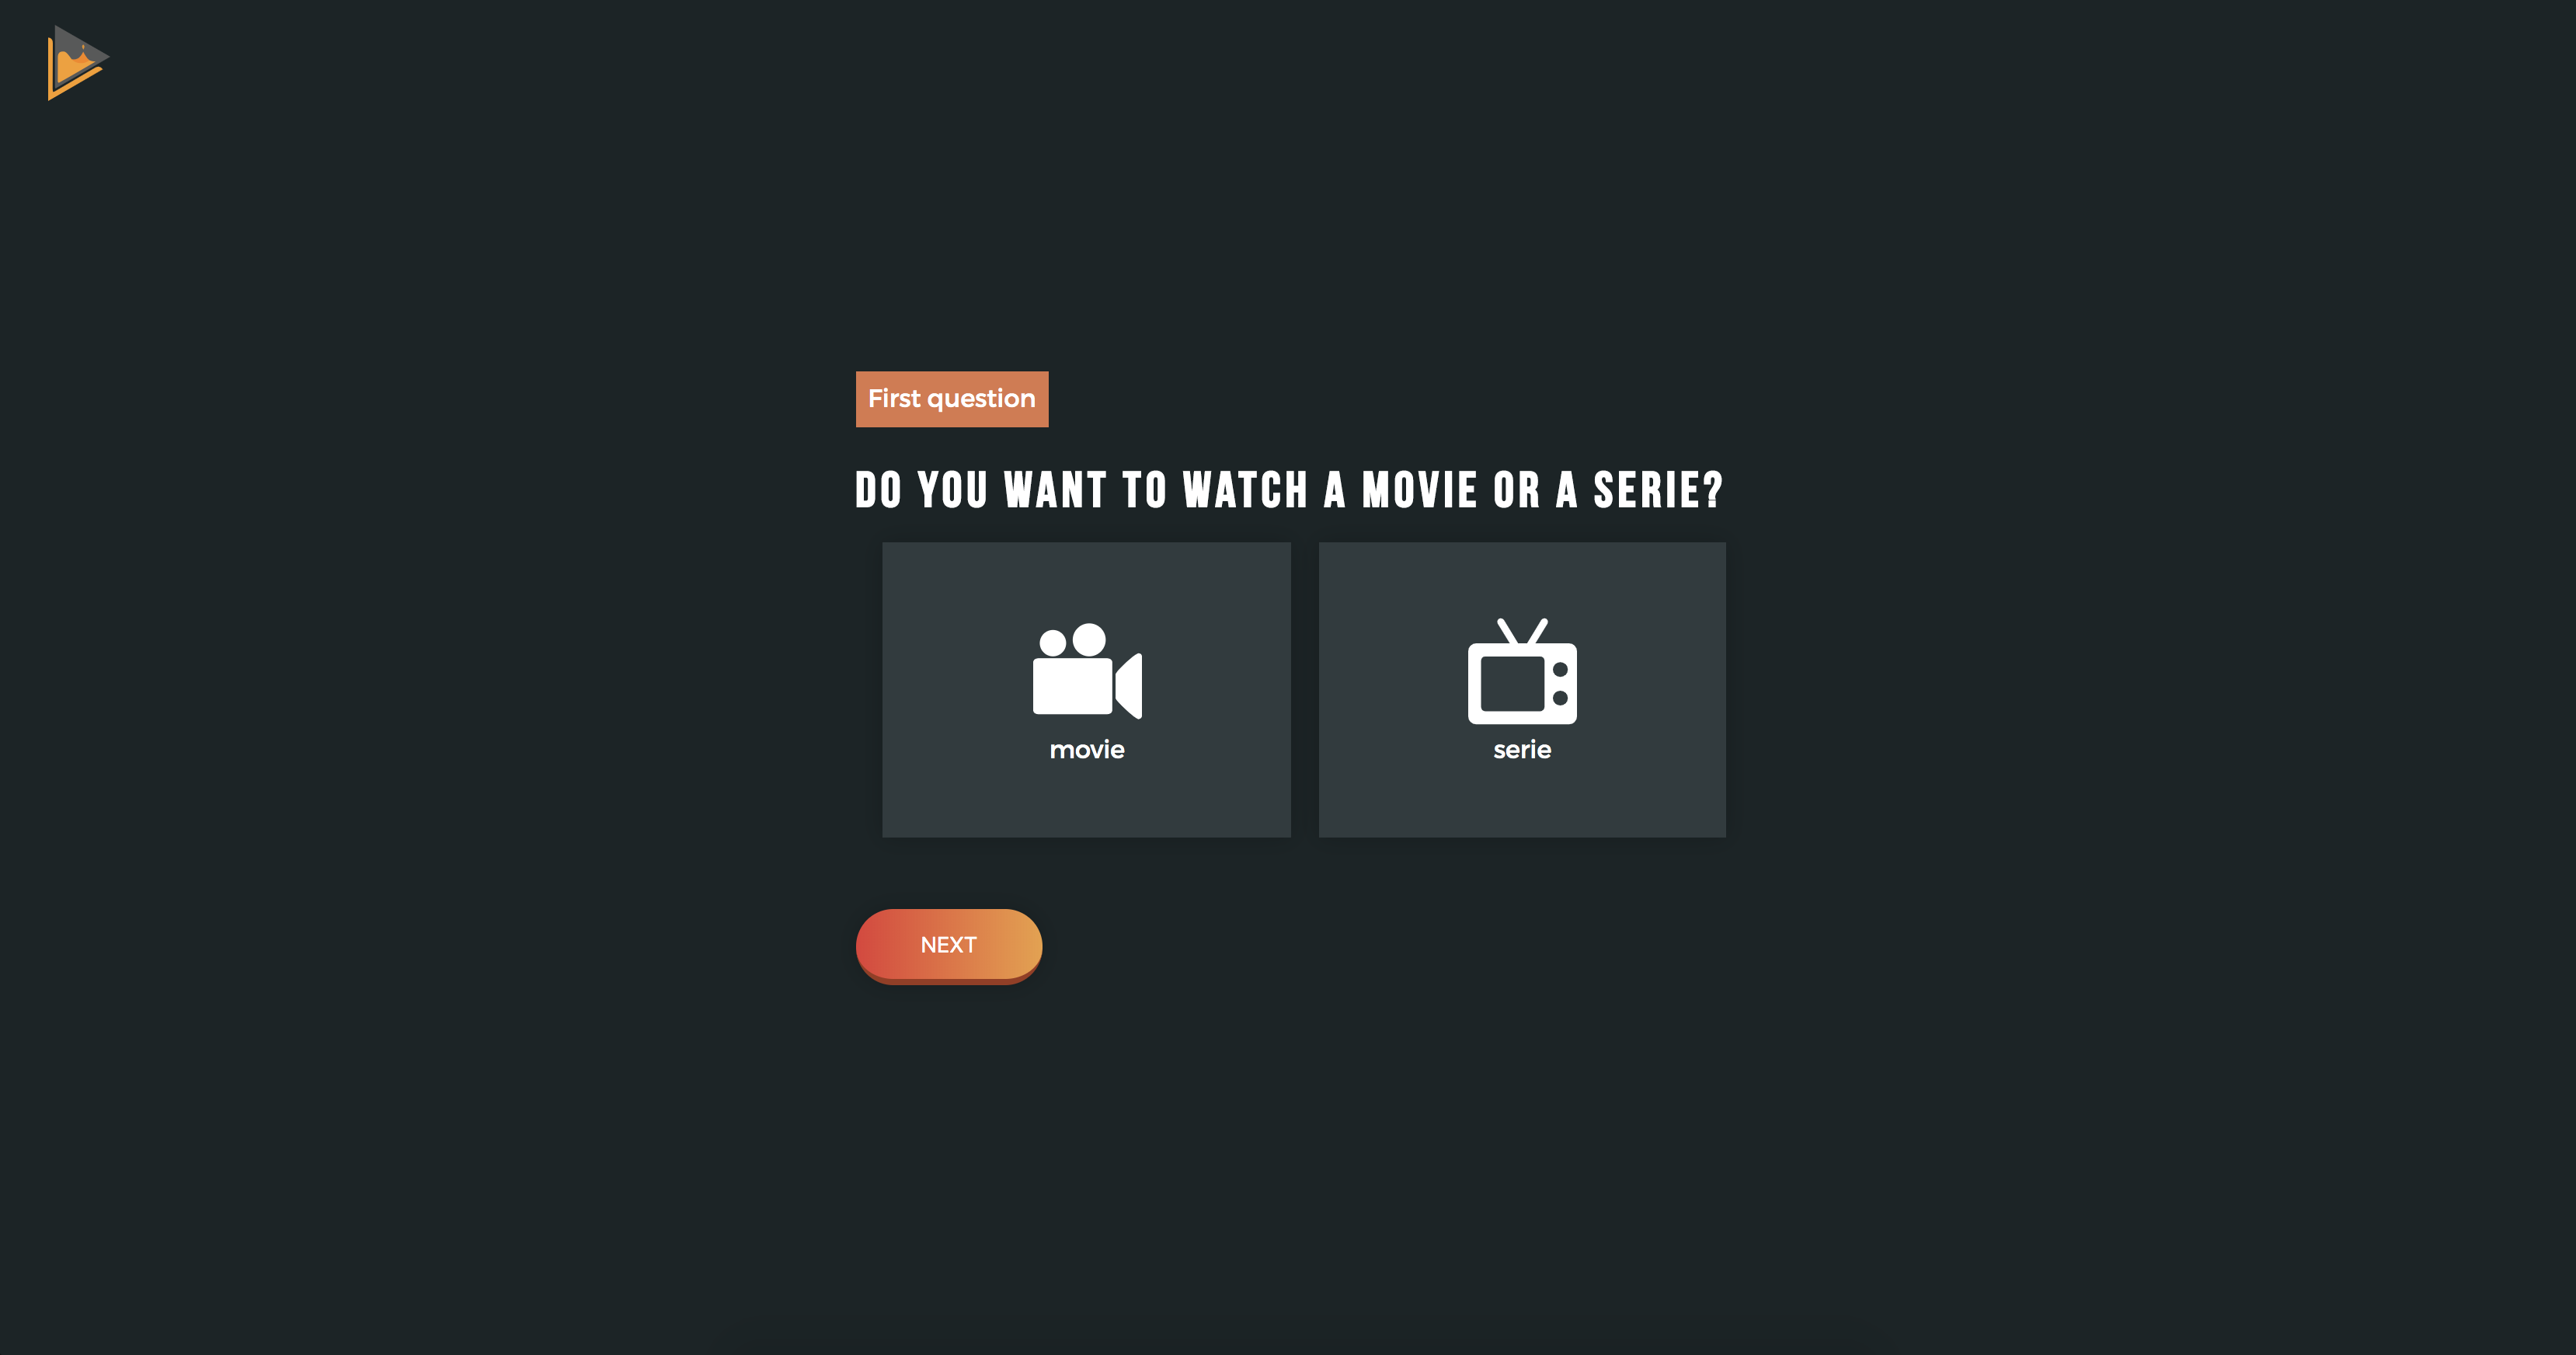 First question
DO YOU WANT TO WATCH A MOVIE OR A SERIE?
movie
serie
NEXT